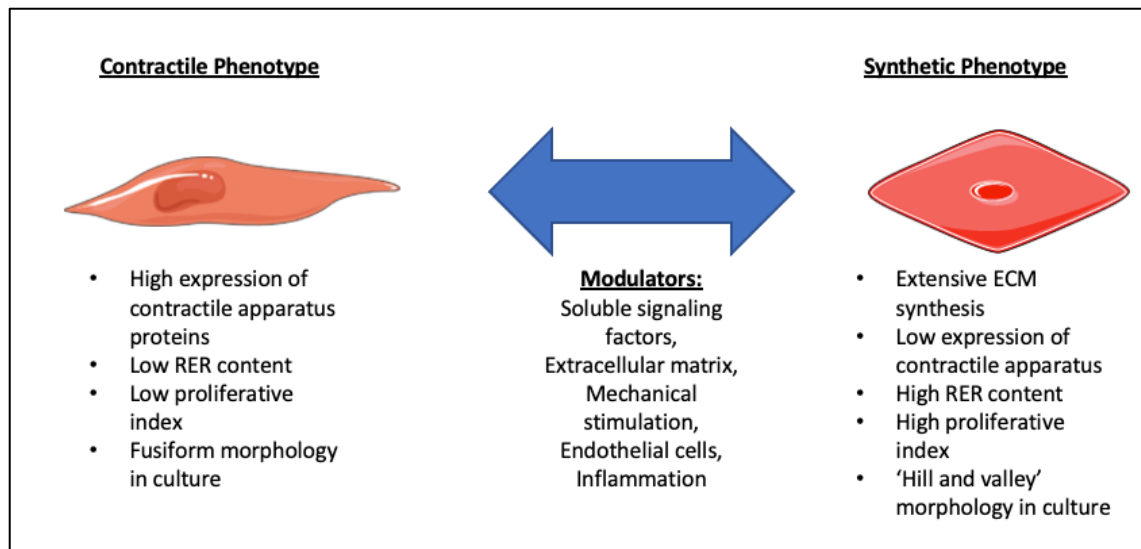 Contractile Phenotype
• High expression of
contractile apparatus
proteins
• Low RER content
• Low proliferative
index
• Fusiform morphology
in culture
Modulators:
Soluble signaling
factors,
Extracellular matrix,
Mechanical
stimulation,
Endothelial cells,
Inflammation
Synthetic Phenotype
• Extensive ECM
synthesis
• Low expression of
contractile apparatus
• High RER content
• High proliferative
index
• ‘Hill and valley’
morphology in culture